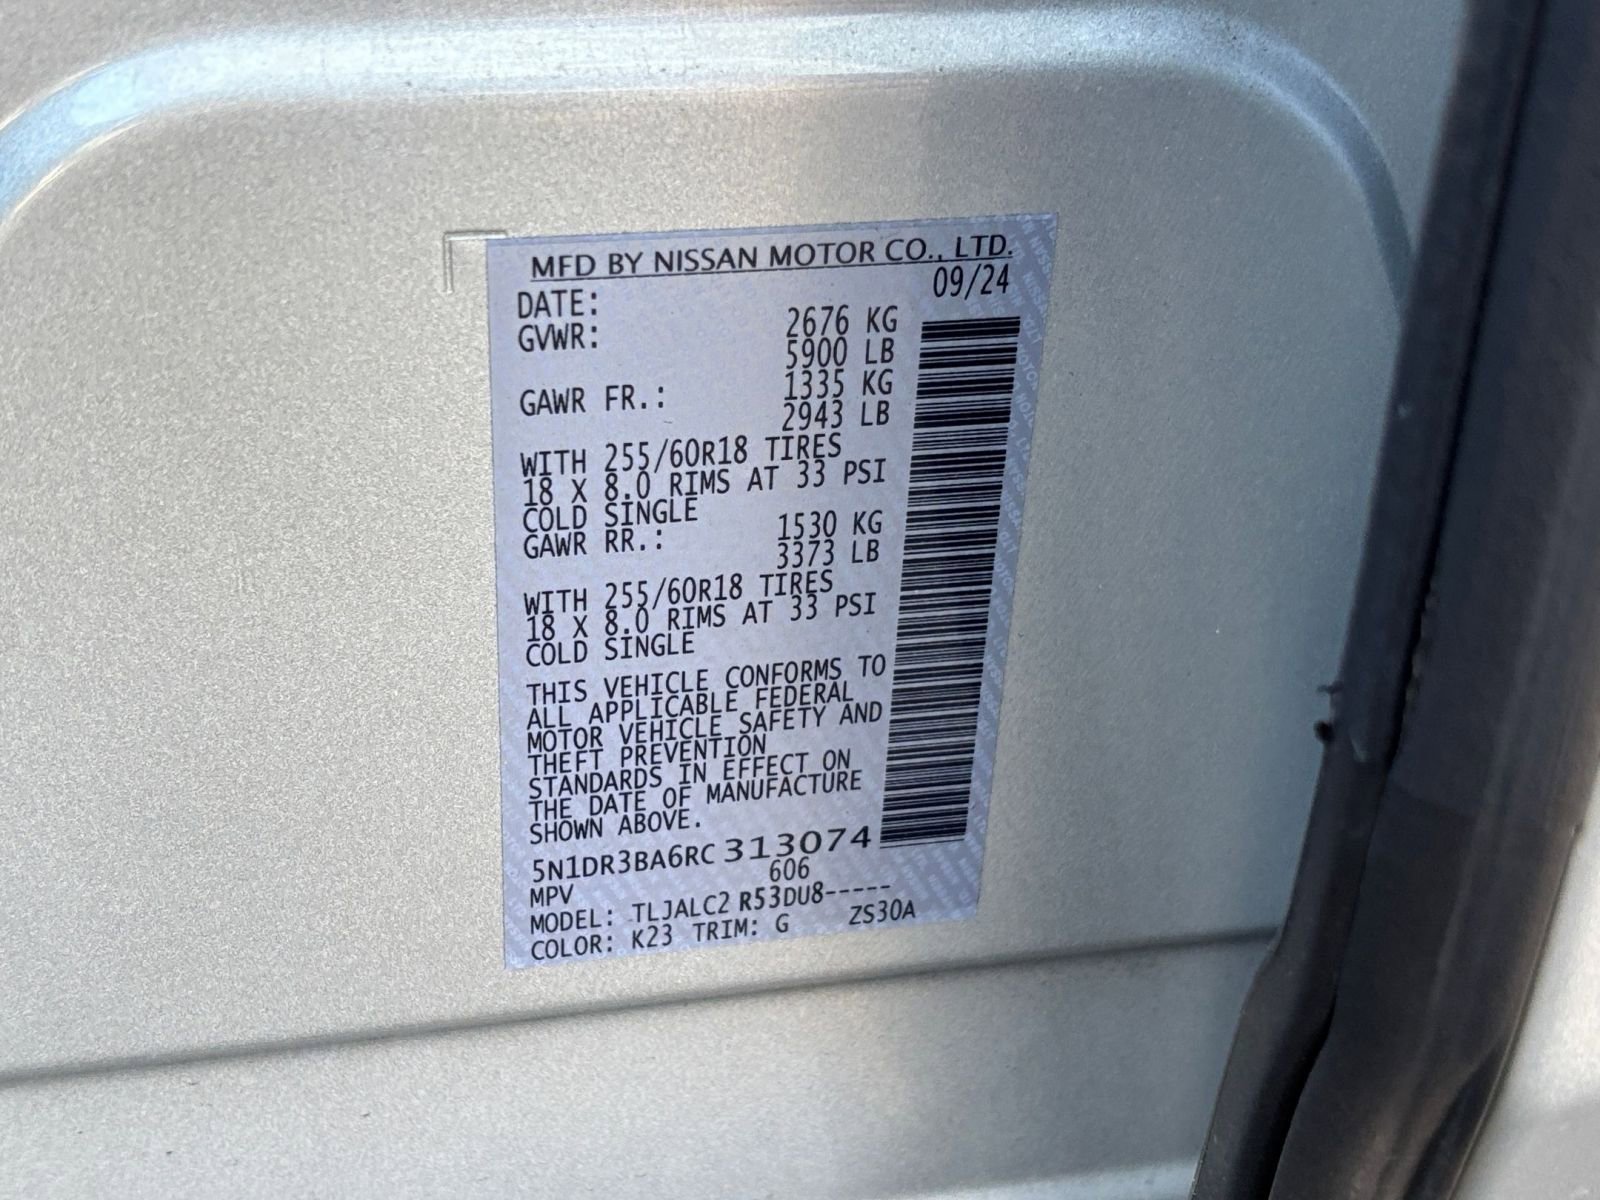 MFD BY NISSAN MOTOR CO., LTD.
DATE: 09/24
GVWR: 2676 KG
5900 LB
GAWR FR.: 1335 KG
2943 LB
WITH 255/60R18 TIRES
18 X 8.0 RIMS AT 33 PSI
COLD SINGLE
GAWR RR.: 1530 KG
3373 LB
WITH 255/60R18 TIRES
18 X 8.0 RIMS AT 33 PSI
COLD SINGLE
THIS VEHICLE CONFORMS TO
ALL APPLICABLE FEDERAL
MOTOR VEHICLE SAFETY AND
THEFT PREVENTION
STANDARDS IN EFFECT ON
THE DATE OF MANUFACTURE
SHOWN ABOVE.
5N1DR3BA6RC 313074
MPV 606
MODEL: TLJALC2 R53DU8-----
COLOR: K23 TRIM: G ZS30A